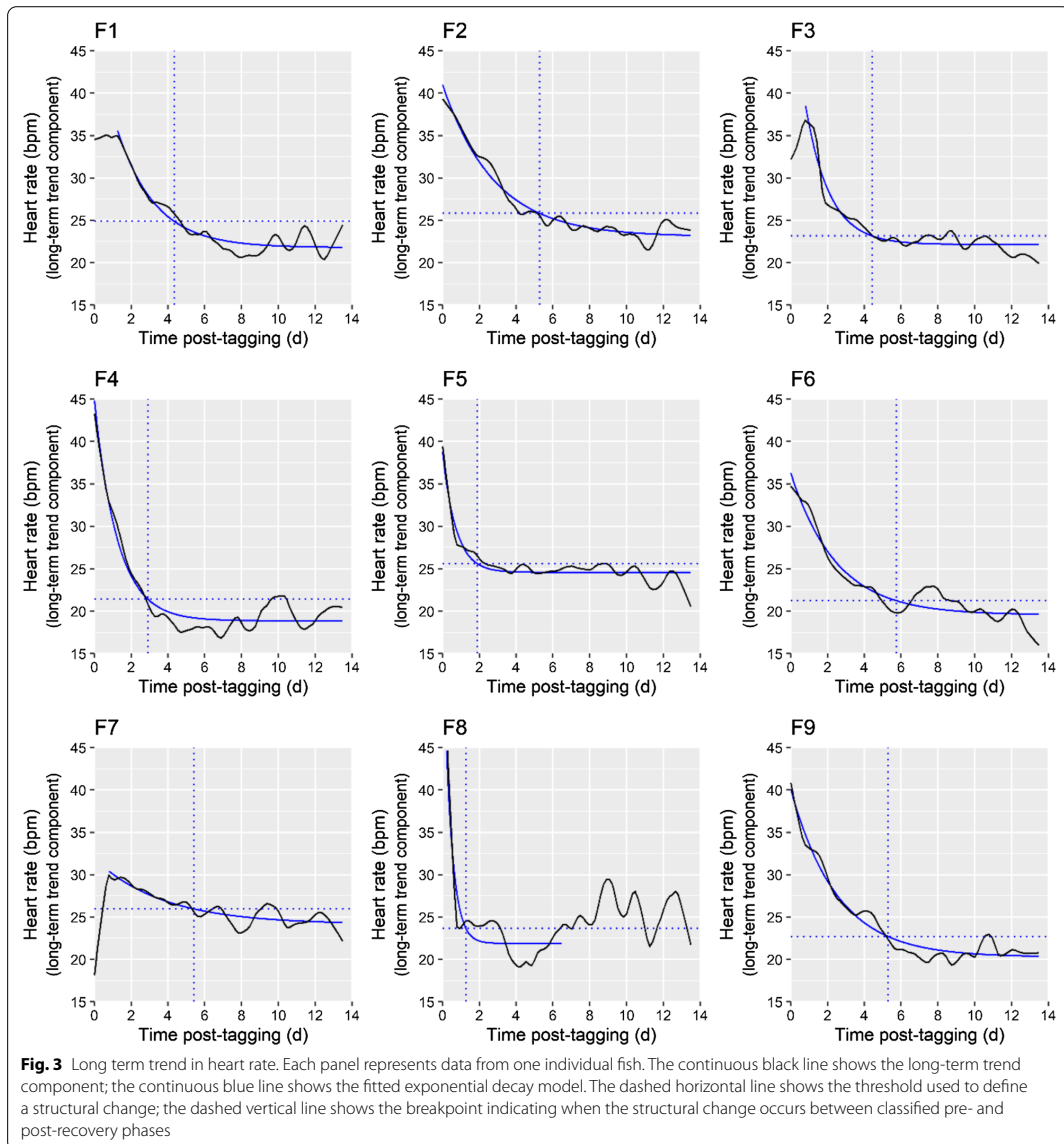 F1
45
40
35
30
25
20
15
Heart rate (bpm)
(long-term trend component)
0 2 4 6 8 10 12 14
Time post-tagging (d)
F2
45
40
35
30
25
20
15
Heart rate (bpm)
(long-term trend component)
0 2 4 6 8 10 12 14
Time post-tagging (d)
F3
45
40
35
30
25
20
15
Heart rate (bpm)
(long-term trend component)
0 2 4 6 8 10 12 14
Time post-tagging (d)
F4
45
40
35
30
25
20
15
Heart rate (bpm)
(long-term trend component)
0 2 4 6 8 10 12 14
Time post-tagging (d)
F5
45
40
35
30
25
20
15
Heart rate (bpm)
(long-term trend component)
0 2 4 6 8 10 12 14
Time post-tagging (d)
F6
45
40
35
30
25
20
15
Heart rate (bpm)
(long-term trend component)
0 2 4 6 8 10 12 14
Time post-tagging (d)
F7
45
40
35
30
25
20
15
Heart rate (bpm)
(long-term trend component)
0 2 4 6 8 10 12 14
Time post-tagging (d)
F8
45
40
35
30
25
20
15
Heart rate (bpm)
(long-term trend component)
0 2 4 6 8 10 12 14
Time post-tagging (d)
F9
45
40
35
30
25
20
15
Heart rate (bpm)
(long-term trend component)
0 2 4 6 8 10 12 14
Time post-tagging (d)
Fig. 3 Long term trend in heart rate. Each panel represents data from one individual fish. The continuous black line shows the long-term trend
component; the continuous blue line shows the fitted exponential decay model. The dashed horizontal line shows the threshold used to define
a structural change; the dashed vertical line shows the breakpoint indicating when the structural change occurs between classified pre- and
post-recovery phases